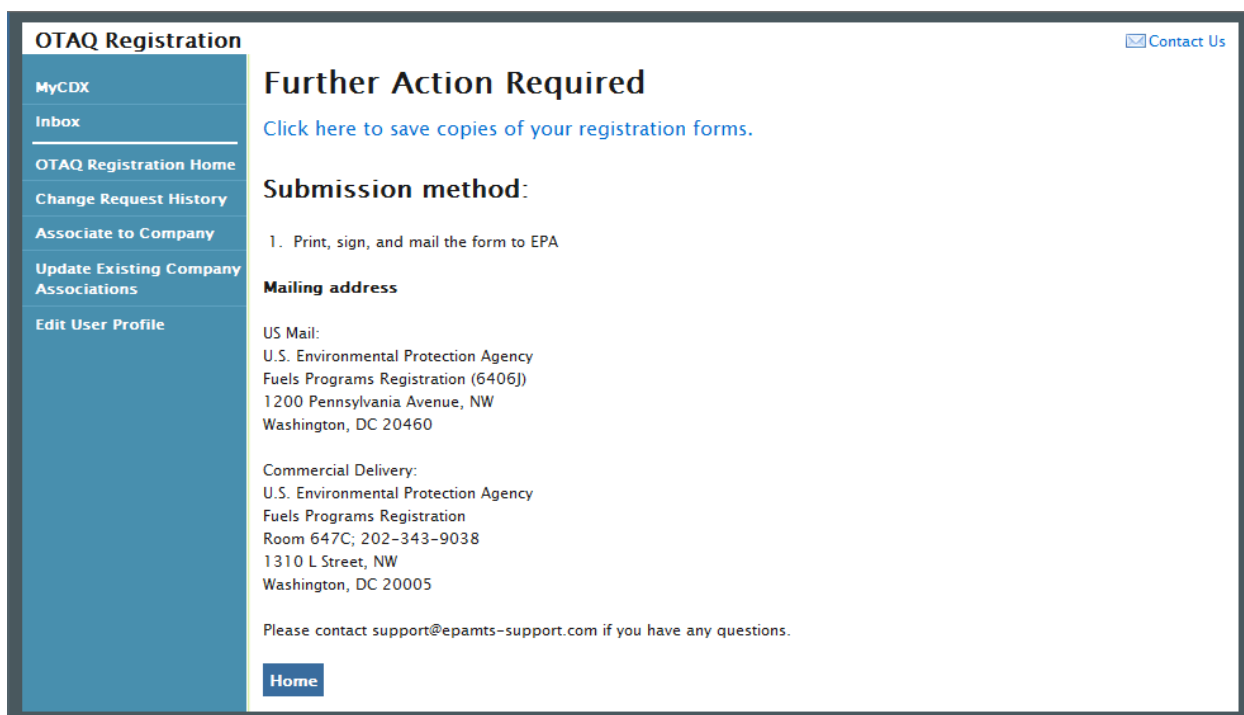 OTAQ Registration
Contact Us
MyCDX
Inbox
OTAQ Registration Home
Change Request History
Associate to Company
Update Existing Company
Associations
Edit User Profile
Further Action Required
Click here to save copies of your registration forms.
Submission method:
1. Print, sign, and mail the form to EPA
Mailing address
US Mail:
U.S. Environmental Protection Agency
Fuels Programs Registration (6406J)
1200 Pennsylvania Avenue, NW
Washington, DC 20460
Commercial Delivery:
U.S. Environmental Protection Agency
Fuels Programs Registration
Room 647C; 202-343-9038
1310 L Street, NW
Washington, DC 20005
Please contact support@epamts-support.com if you have any questions.
Home